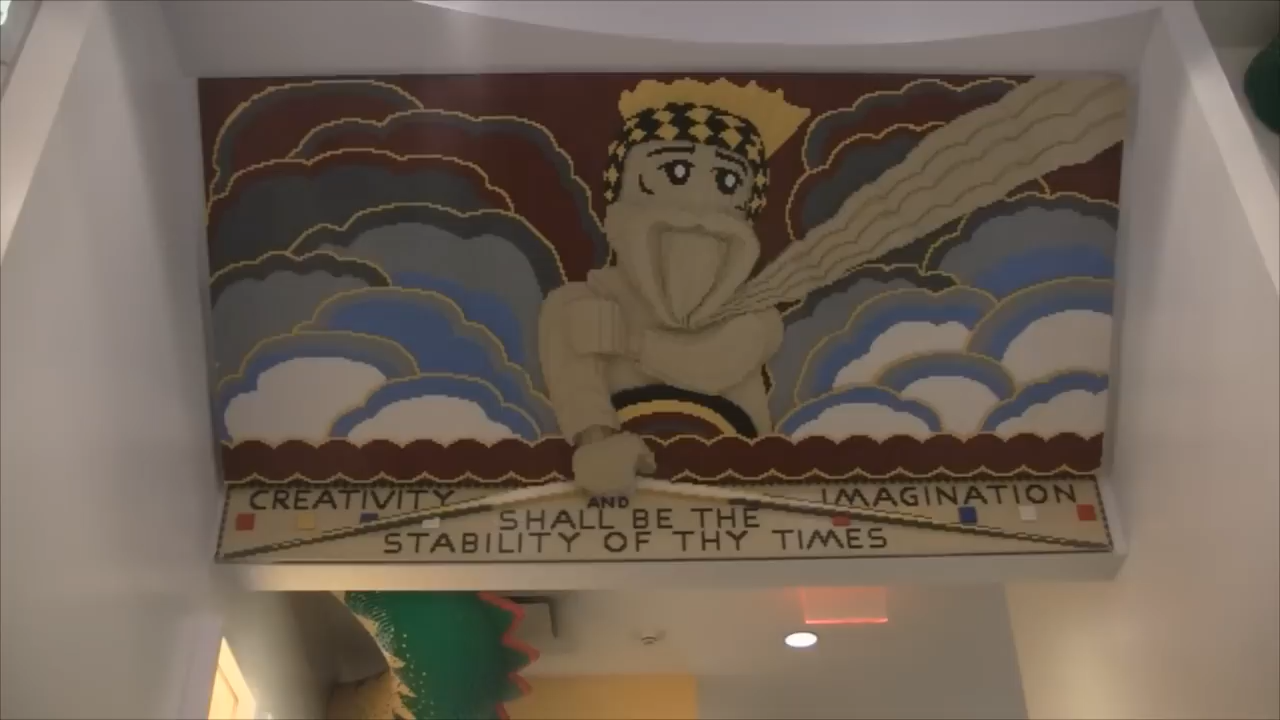 CREATIVITY AND IMAGINATION
SHALL BE THE
STABILITY OF THY TIMES